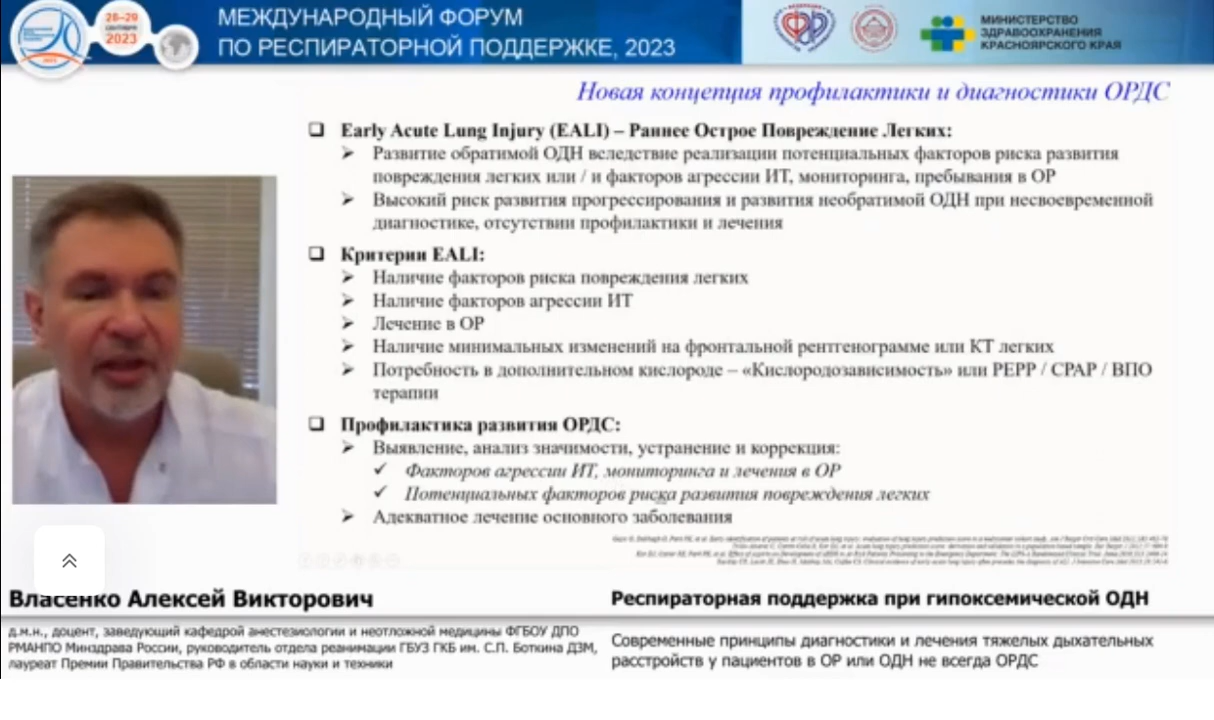 28–29
2023
МЕЖДУНАРОДНЫЙ ФОРУМ
ПО РЕСПИРАТОРНОЙ ПОДДЕРЖКЕ, 2023
МИНИСТЕРСТВО
ЗДРАВООХРАНЕНИЯ
КРАСНОЯРСКОГО КРАЯ
Новая концепция профилактики и диагностики ОРДС
Early Acute Lung Injury (EALI) – Раннее Острое Повреждение Легких:
Развитие обратимой ОДН вследствие реализации потенциальных факторов риска развития
повреждения легких или / и факторов агрессии ИТ, мониторинга, пребывания в ОР
Высокий риск развития прогрессирования и развития необратимой ОДН при несвоевременной
диагностике, отсутствии профилактики и лечения
Критерии EALI:
Наличие факторов риска повреждения легких
Наличие факторов агрессии ИТ
Лечение в ОР
Наличие минимальных изменений на фронтальной рентгенограмме или КТ легких
Потребность в дополнительном кислороде – «Кислородозависимость» или PEPP / CPAP / ВПО
терапии
Профилактика развития ОРДС:
Выявление, анализ значимости, устранение и коррекция:
Факторов агрессии ИТ, мониторинга и лечения в ОР
Потенциальных факторов риска развития повреждения легких
Адекватное лечение основного заболевания
Власенко Алексей Викторович
д.м.н., доцент, заведующий кафедрой анестезиологии и неотложной медицины ФГБОУ ДПО
РМАНПО Минздрава России, руководитель отдела реанимации ГБУЗ ГКБ им. С.П. Боткина ДЗМ,
лауреат Премии Правительства РФ в области науки и техники
Респираторная поддержка при гипоксемической ОДН
Современные принципы диагностики и лечения тяжелых дыхательных
расстройств у пациентов в ОР или ОДН не всегда ОРДС